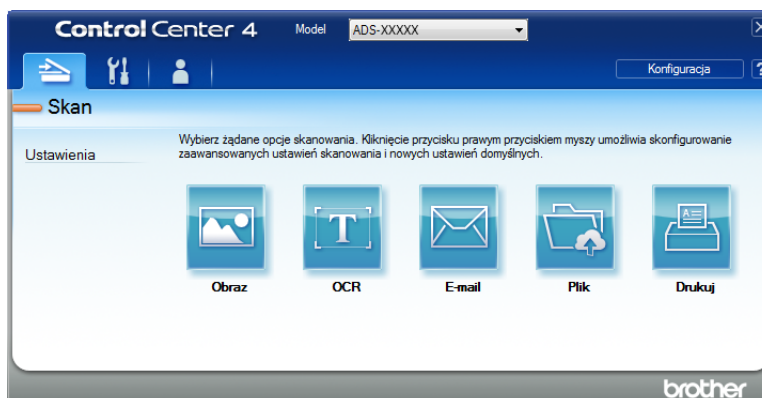 Control Center 4 Model ADS-XXXXX
Konfiguracja ?
Skan
Ustawienia
Wybierz żądane opcje skanowania. Kliknięcie przycisku prawym przyciskiem myszy umożliwia skonfigurowanie
zaawansowanych ustawień skanowania i nowych ustawień domyślnych.
T
Obraz OCR E-mail Plik Drukuj
brother